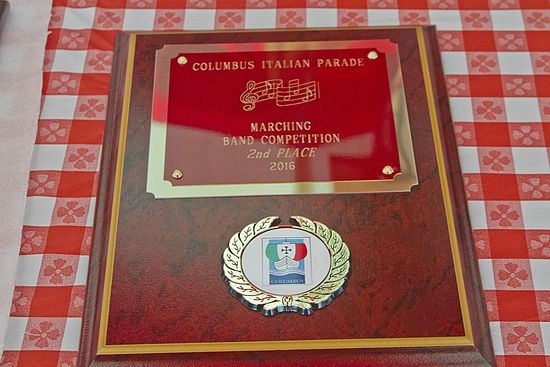 COLUMBUS ITALIAN PARADE
MARCHING
BAND COMPETITION
2nd PLACE
2016
COLUMBUS